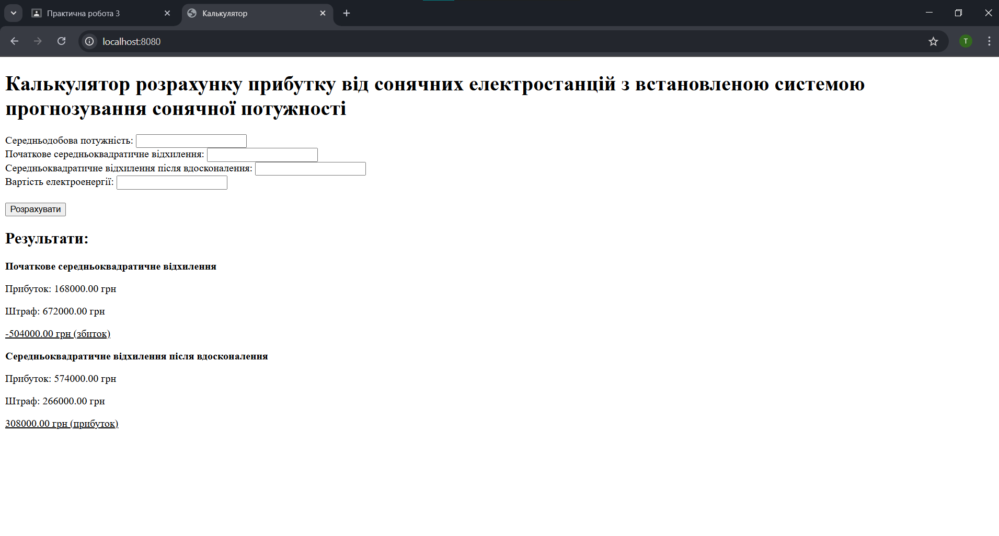 Практична робота 3
Калькулятор
localhost:8080
T
Калькулятор розрахунку прибутку від сонячних електростанцій з встановленою системою
прогнозування сонячної потужності
Середньодобова потужність:
Початкове середньоквадратичне відхилення:
Середньоквадратичне відхилення після вдосконалення:
Вартість електроенергії:
Розрахувати
Результати:
Початкове середньоквадратичне відхилення
Прибуток: 168000.00 грн
Штраф: 672000.00 грн
-504000.00 грн (збиток)
Середньоквадратичне відхилення після вдосконалення
Прибуток: 574000.00 грн
Штраф: 266000.00 грн
308000.00 грн (прибуток)